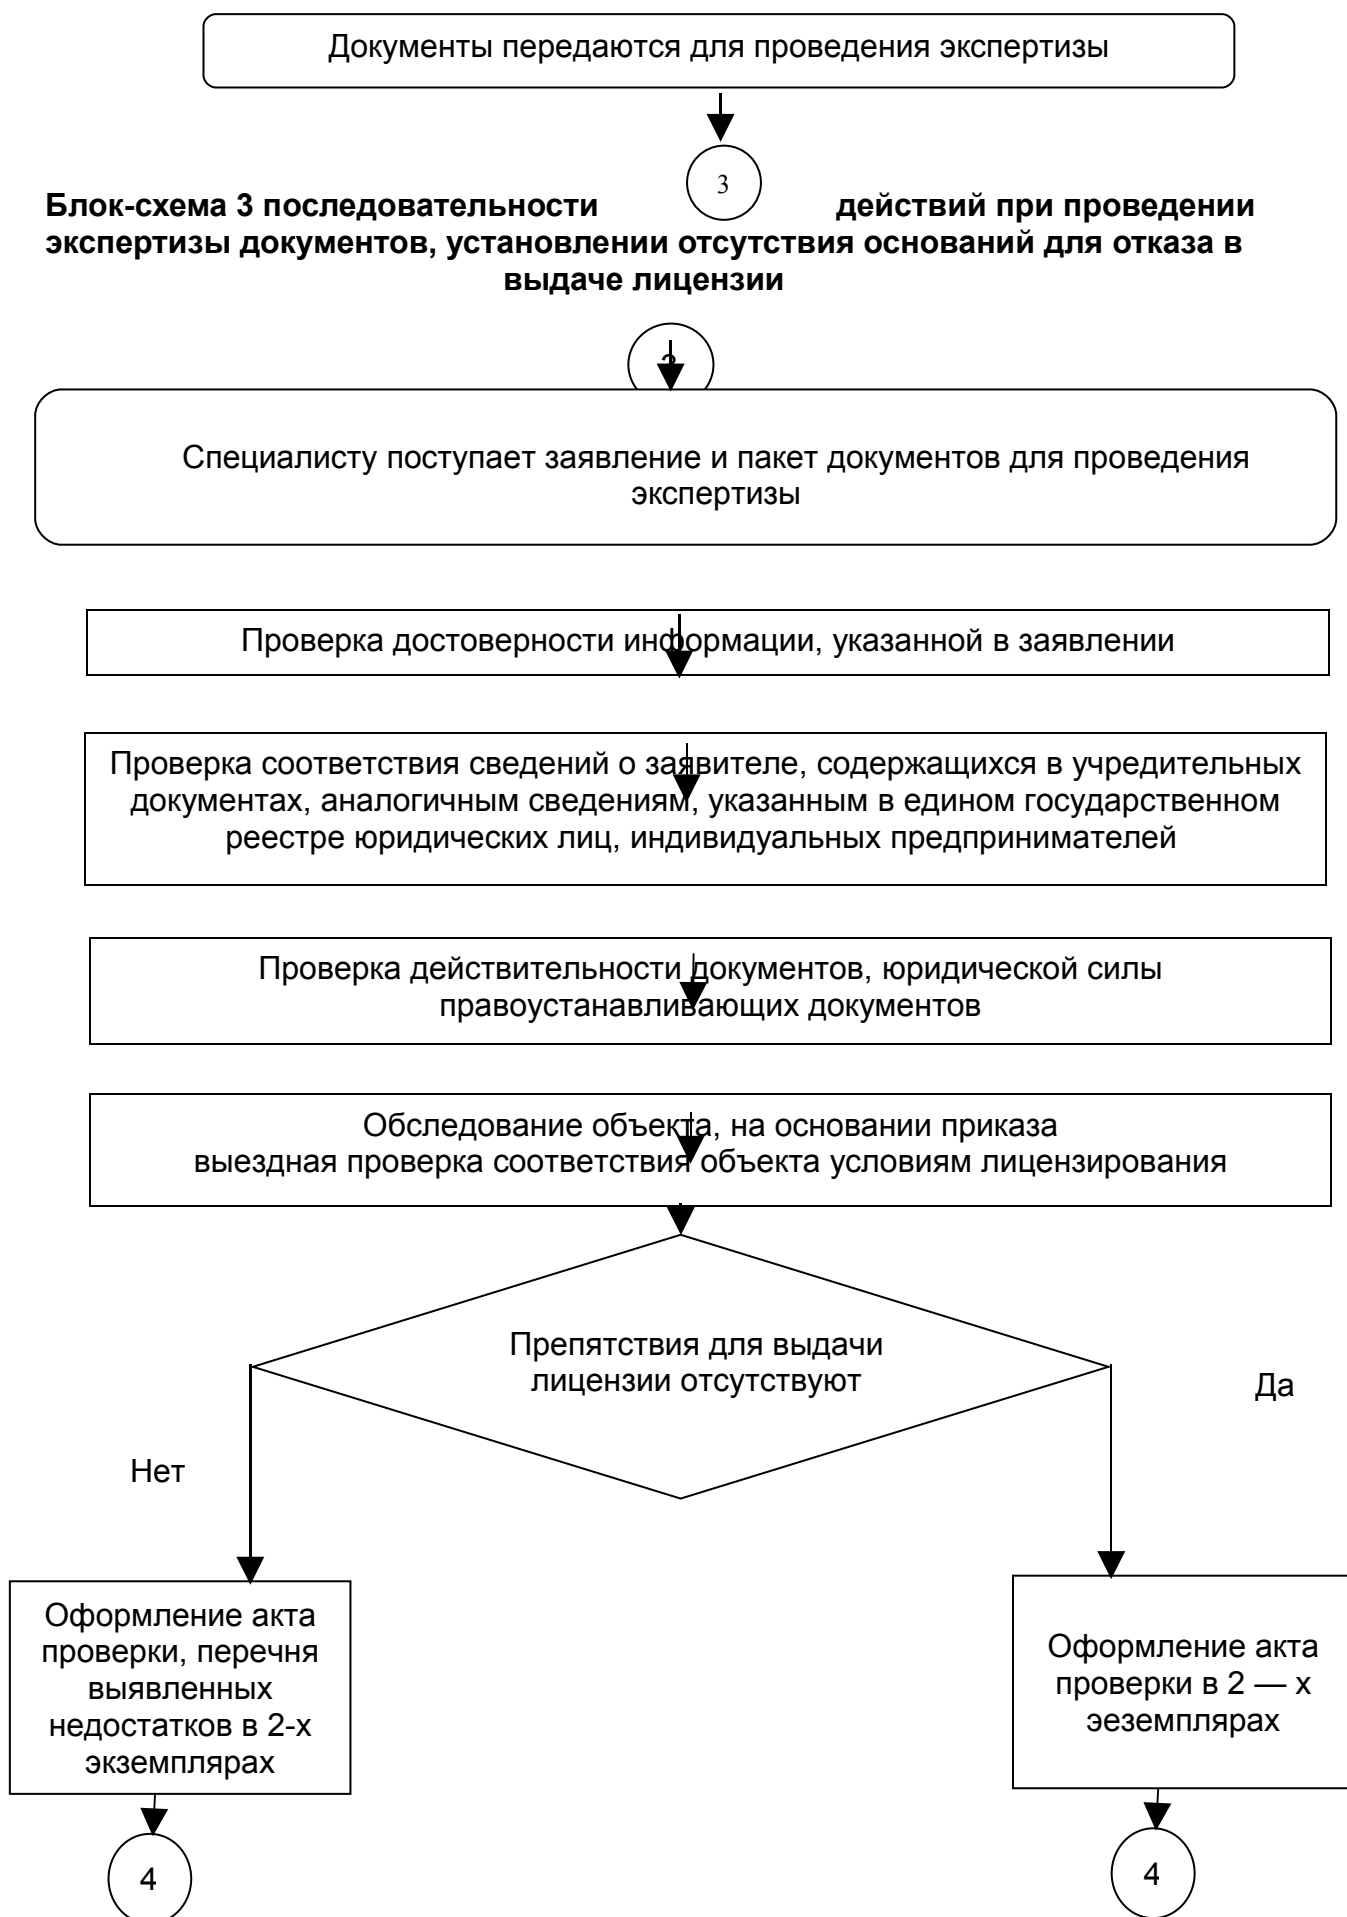 Документы передаются для проведения экспертизы
3
Блок-схема 3 последовательности действий при проведении
экспертизы документов, установлении отсутствия оснований для отказа в
выдаче лицензии
Специалисту поступает заявление и пакет документов для проведения
экспертизы
Проверка достоверности информации, указанной в заявлении
Проверка соответствия сведений о заявителе, содержащихся в учредительных
документах, аналогичным сведениям, указанным в едином государственном
реестре юридических лиц, индивидуальных предпринимателей
Проверка действительности документов, юридической силы
правоустанавливающих документов
Обследование объекта, на основании приказа
выездная проверка соответствия объекта условиям лицензирования
Препятствия для выдачи
лицензии отсутствуют
Да
Нет
Оформление акта
проверки, перечня
выявленных
недостатков в 2-х
экземплярах
Оформление акта
проверки в 2 — х
эеземплярах
4
4